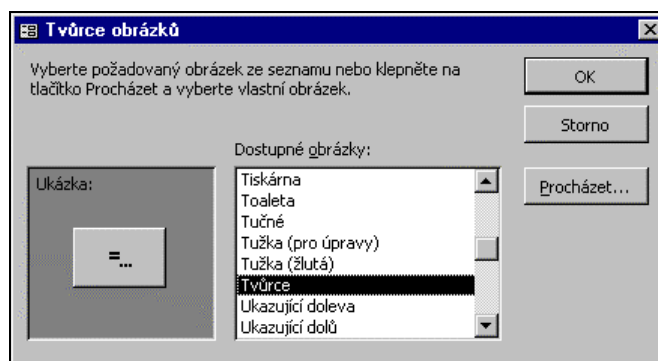 Tvůrce obrázků
Vyberte požadovaný obrázek ze seznamu nebo klepněte na
tlačítko Procházet a vyberte vlastní obrázek.
OK
Storno
Procházet...
Ukázka:
=...
Dostupné obrázky:
Tiskárna
Toaleta
Tučné
Tužka (pro úpravy)
Tužka (žlutá)
Tvůrce
Ukazující doleva
Ukazující dolů